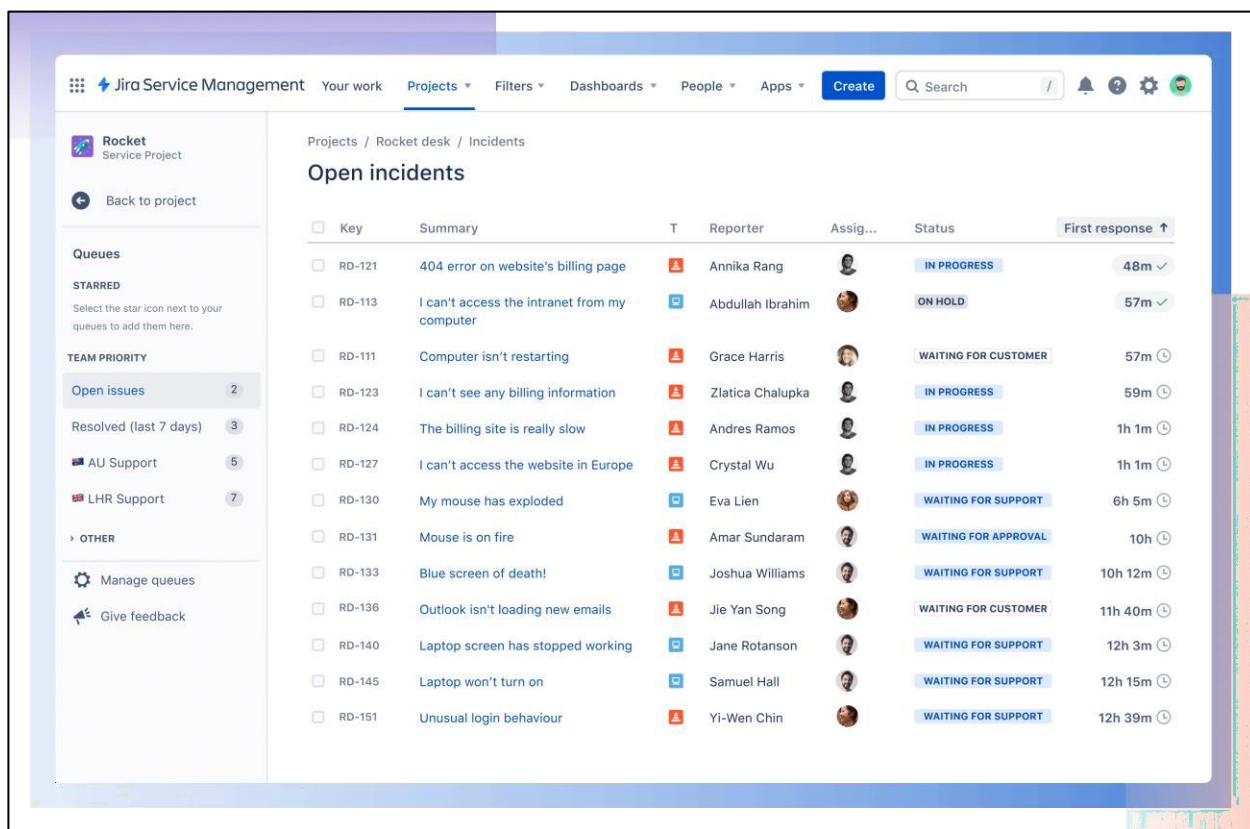 Jira Service Management Your work Projects Filters Dashboards People Apps Create Search /
Rocket
Service Project
Back to project
Queues
STARRED
Select the star icon next to your
queues to add them here.
TEAM PRIORITY
Open issues 2
Resolved (last 7 days) 3
AU Support 5
LHR Support 7
OTHER
Manage queues
Give feedback
Projects / Rocket desk / Incidents
Open incidents
Key Summary T Reporter Assig... Status First response ↑
RD-121 404 error on website's billing page Annika Rang IN PROGRESS 48m
RD-113 I can't access the intranet from my Abdullah Ibrahim ON HOLD 57m
computer
RD-111 Computer isn't restarting Grace Harris WAITING FOR CUSTOMER 57m
RD-123 I can't see any billing information Zlatica Chalupka IN PROGRESS 59m
RD-124 The billing site is really slow Andres Ramos IN PROGRESS 1h 1m
RD-127 I can't access the website in Europe Crystal Wu IN PROGRESS 1h 1m
RD-130 My mouse has exploded Eva Lien WAITING FOR SUPPORT 6h 5m
RD-131 Mouse is on fire Amar Sundaram WAITING FOR APPROVAL 10h
RD-133 Blue screen of death! Joshua Williams WAITING FOR SUPPORT 10h 12m
RD-136 Outlook isn't loading new emails Jie Yan Song WAITING FOR CUSTOMER 11h 40m
RD-140 Laptop screen has stopped working Jane Rotanson WAITING FOR SUPPORT 12h 3m
RD-145 Laptop won't turn on Samuel Hall WAITING FOR SUPPORT 12h 15m
RD-151 Unusual login behaviour Yi-Wen Chin WAITING FOR SUPPORT 12h 39m